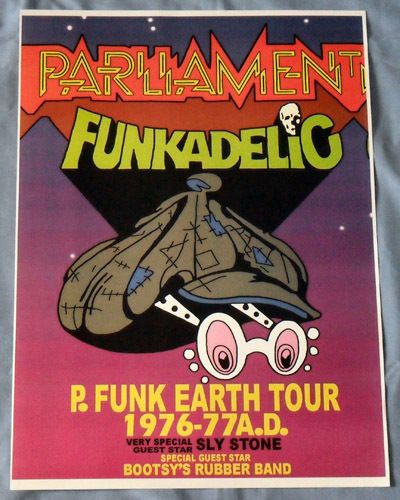 PARLIAMENT
FUNKADELIC
P. FUNK EARTH TOUR
1976-77A.D.
VERY SPECIAL GUEST STAR SLY STONE
SPECIAL GUEST STAR
BOOTSY'S RUBBER BAND